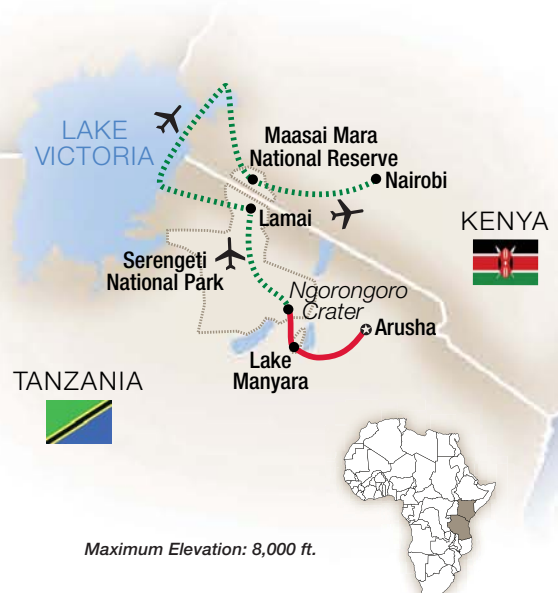 LAKE
VICTORIA
Maasai Mara
National Reserve
Nairobi
Lamai
KENYA
Serengeti
National Park
Ngorongoro
Crater
Arusha
Lake
Manyara
TANZANIA
Maximum Elevation: 8,000 ft.